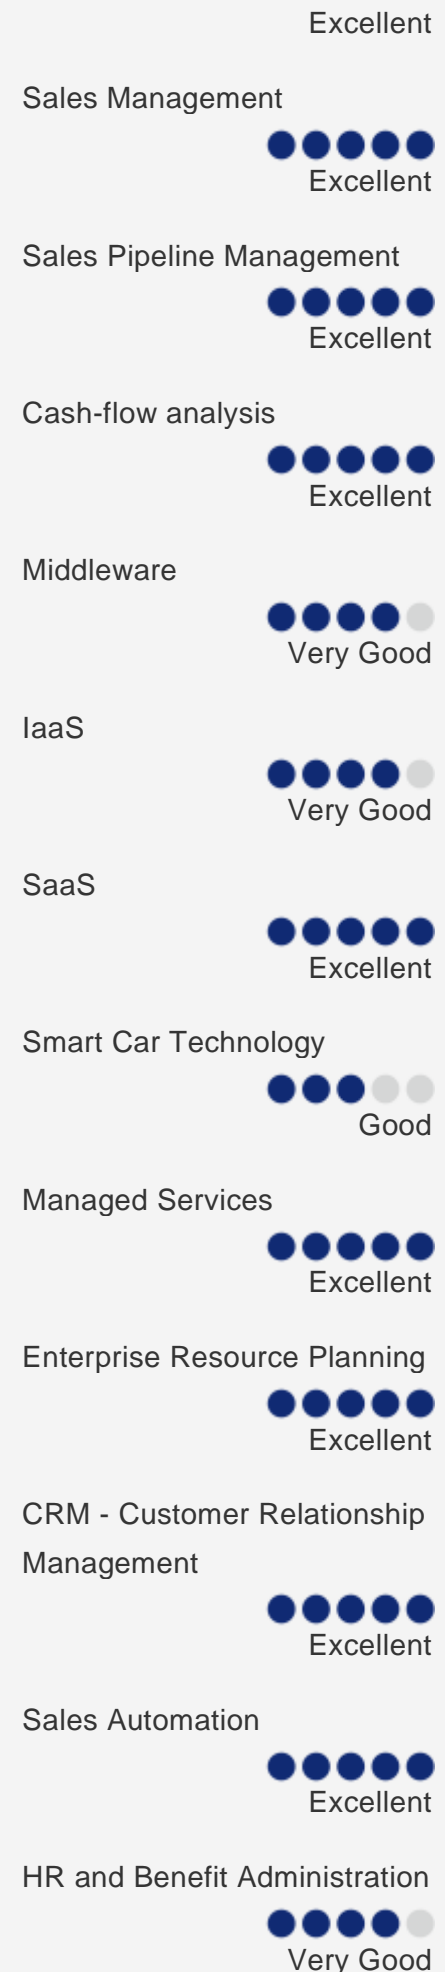 Excellent
Sales Management
Excellent
Sales Pipeline Management
Excellent
Cash-flow analysis
Excellent
Middleware
Very Good
IaaS
Very Good
SaaS
Excellent
Smart Car Technology
Good
Managed Services
Excellent
Enterprise Resource Planning
Excellent
CRM - Customer Relationship
Management
Excellent
Sales Automation
Excellent
HR and Benefit Administration
Very Good